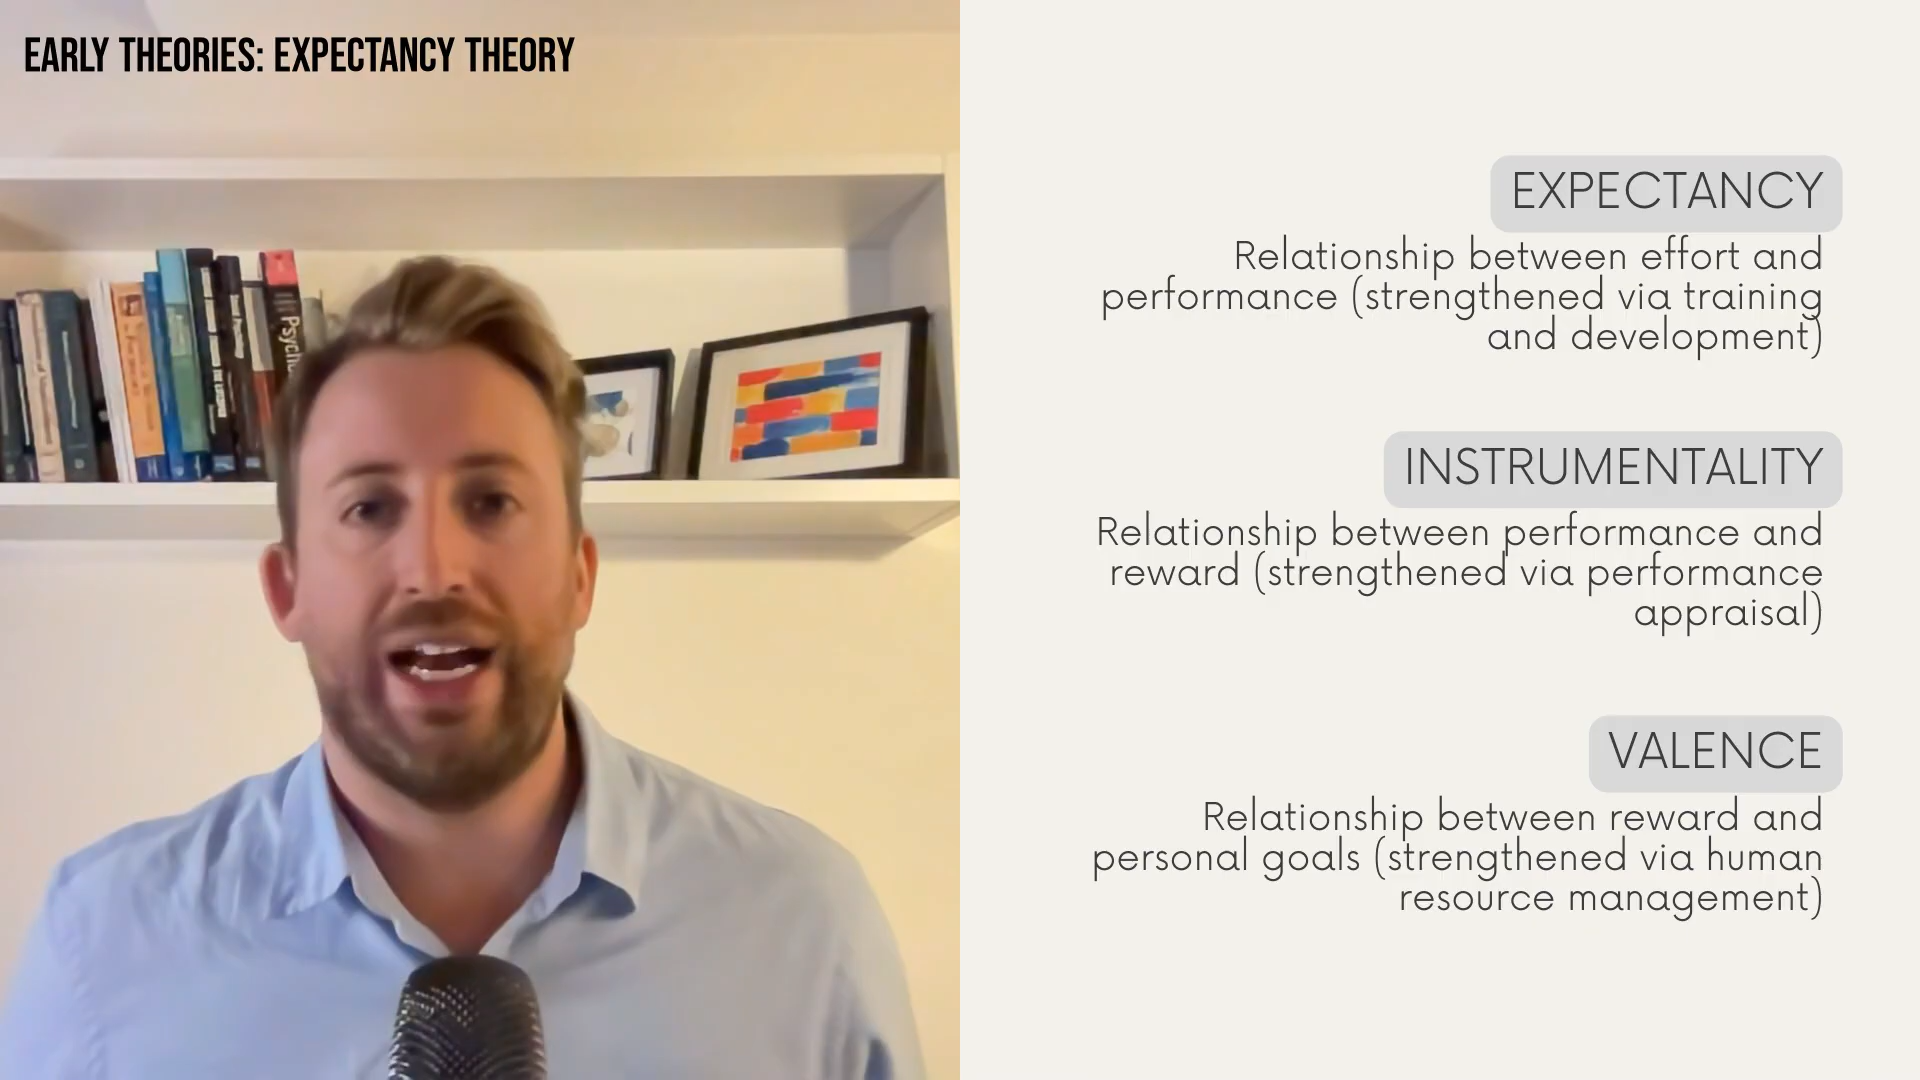 EARLY THEORIES: EXPECTANCY THEORY
Psycho
EXPECTANCY
Relationship between effort and
performance (strengthened via training
and development)
INSTRUMENTALITY
Relationship between performance and
reward (strengthened via performance
appraisal)
VALENCE
Relationship between reward and
personal goals (strengthened via human
resource management)